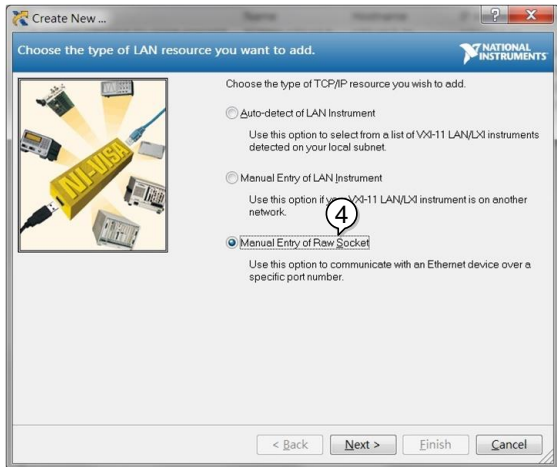 Create New ...
Choose the type of LAN resource you want to add.
NATIONAL
INSTRUMENTS
NI-VISA
Choose the type of TCP/IP resource you wish to add.
Auto-detect of LAN Instrument
Use this option to select from a list of VXI-11 LAN/LXI instruments
detected on your local subnet.
Manual Entry of LAN Instrument
Use this option if VXI-11 LAN/LXI instrument is on another
network.
4
Manual Entry of Raw Socket
Use this option to communicate with an Ethernet device over a
specific port number.
< Back Next > Finish Cancel